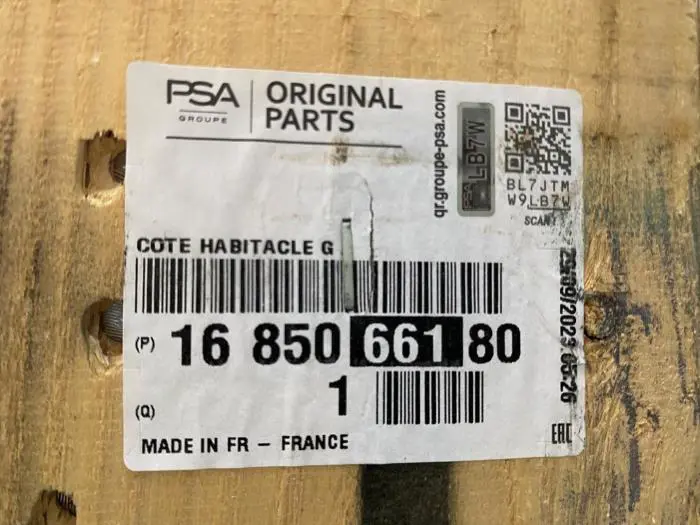 PSA
GROUPE
ORIGINAL
PARTS
qr.groupe-psa.com
PSA LB7W
BL7JTM
W9LB7W
SCAN
COTE HABITACLE G
(P) 16 850 661 80
(Q) 1
MADE IN FR - FRANCE
EAC